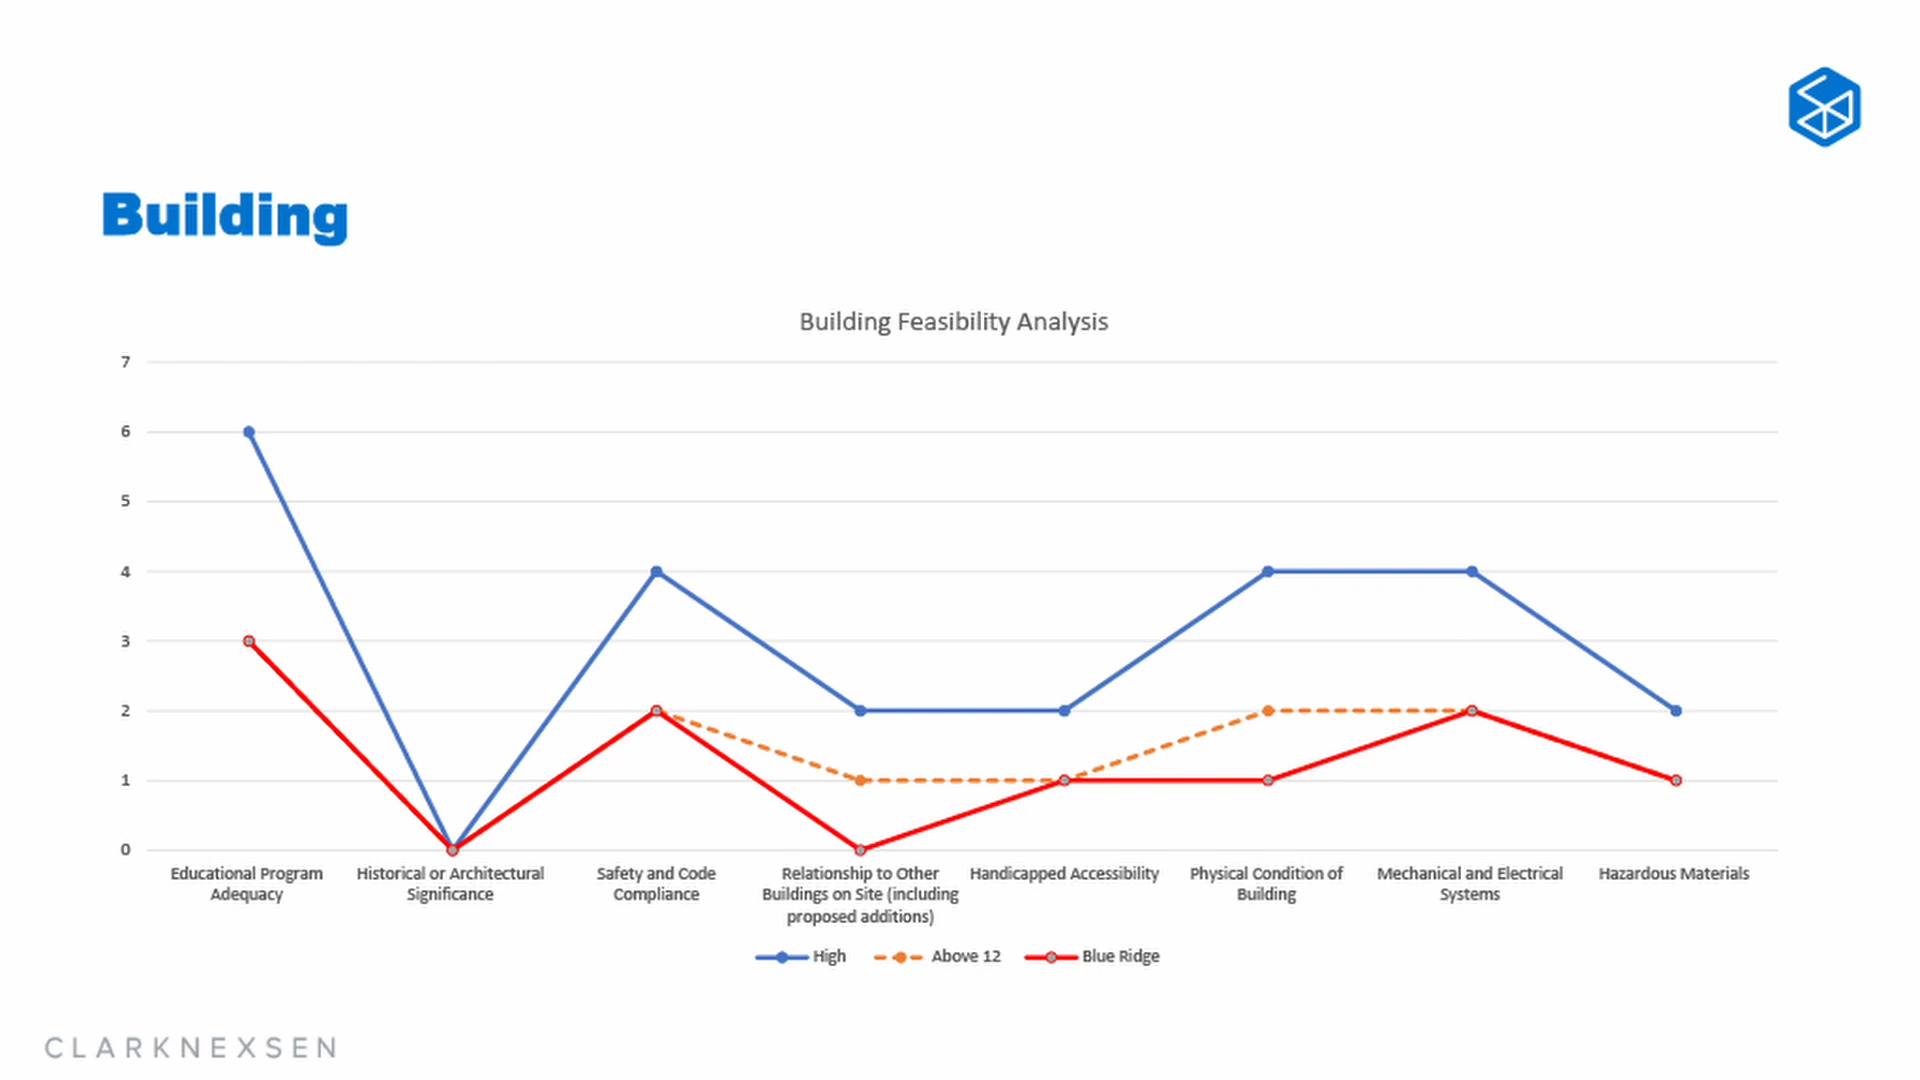 Building
Building Feasibility Analysis
7
6
5
4
3
2
1
0
Educational Program
Adequacy
Historical or Architectural
Significance
Safety and Code
Compliance
Relationship to Other
Buildings on Site (including
proposed additions)
Handicapped Accessibility
Physical Condition of
Building
Mechanical and Electrical
Systems
Hazardous Materials
High
Above 12
Blue Ridge
CLARKNEXSEN